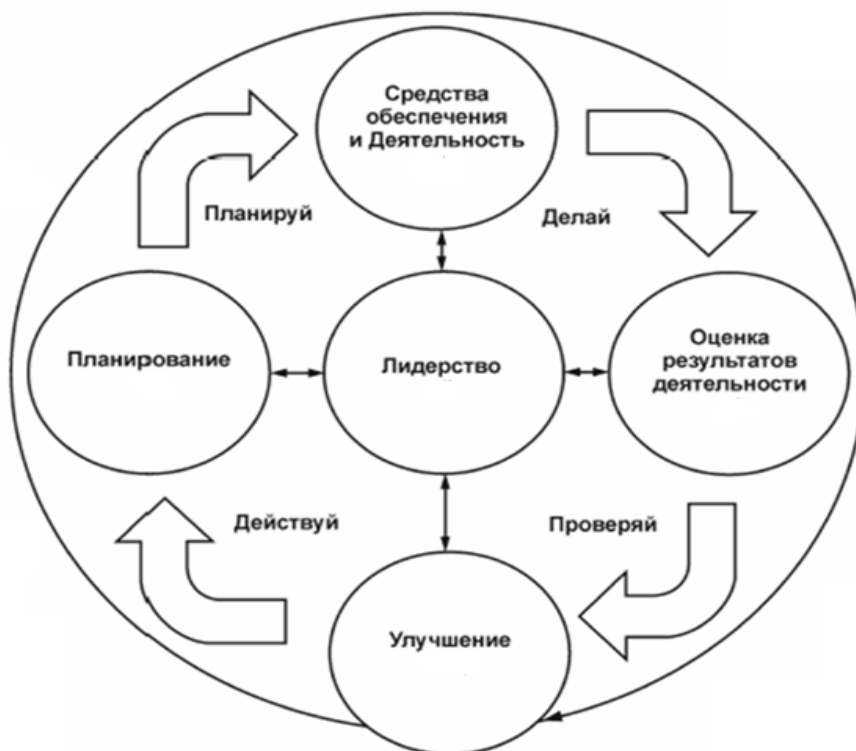 Средства
обеспечения
и Деятельность
Планируй
Делай
Планирование
Лидерство
Оценка
результатов
деятельности
Действуй
Проверяй
Улучшение